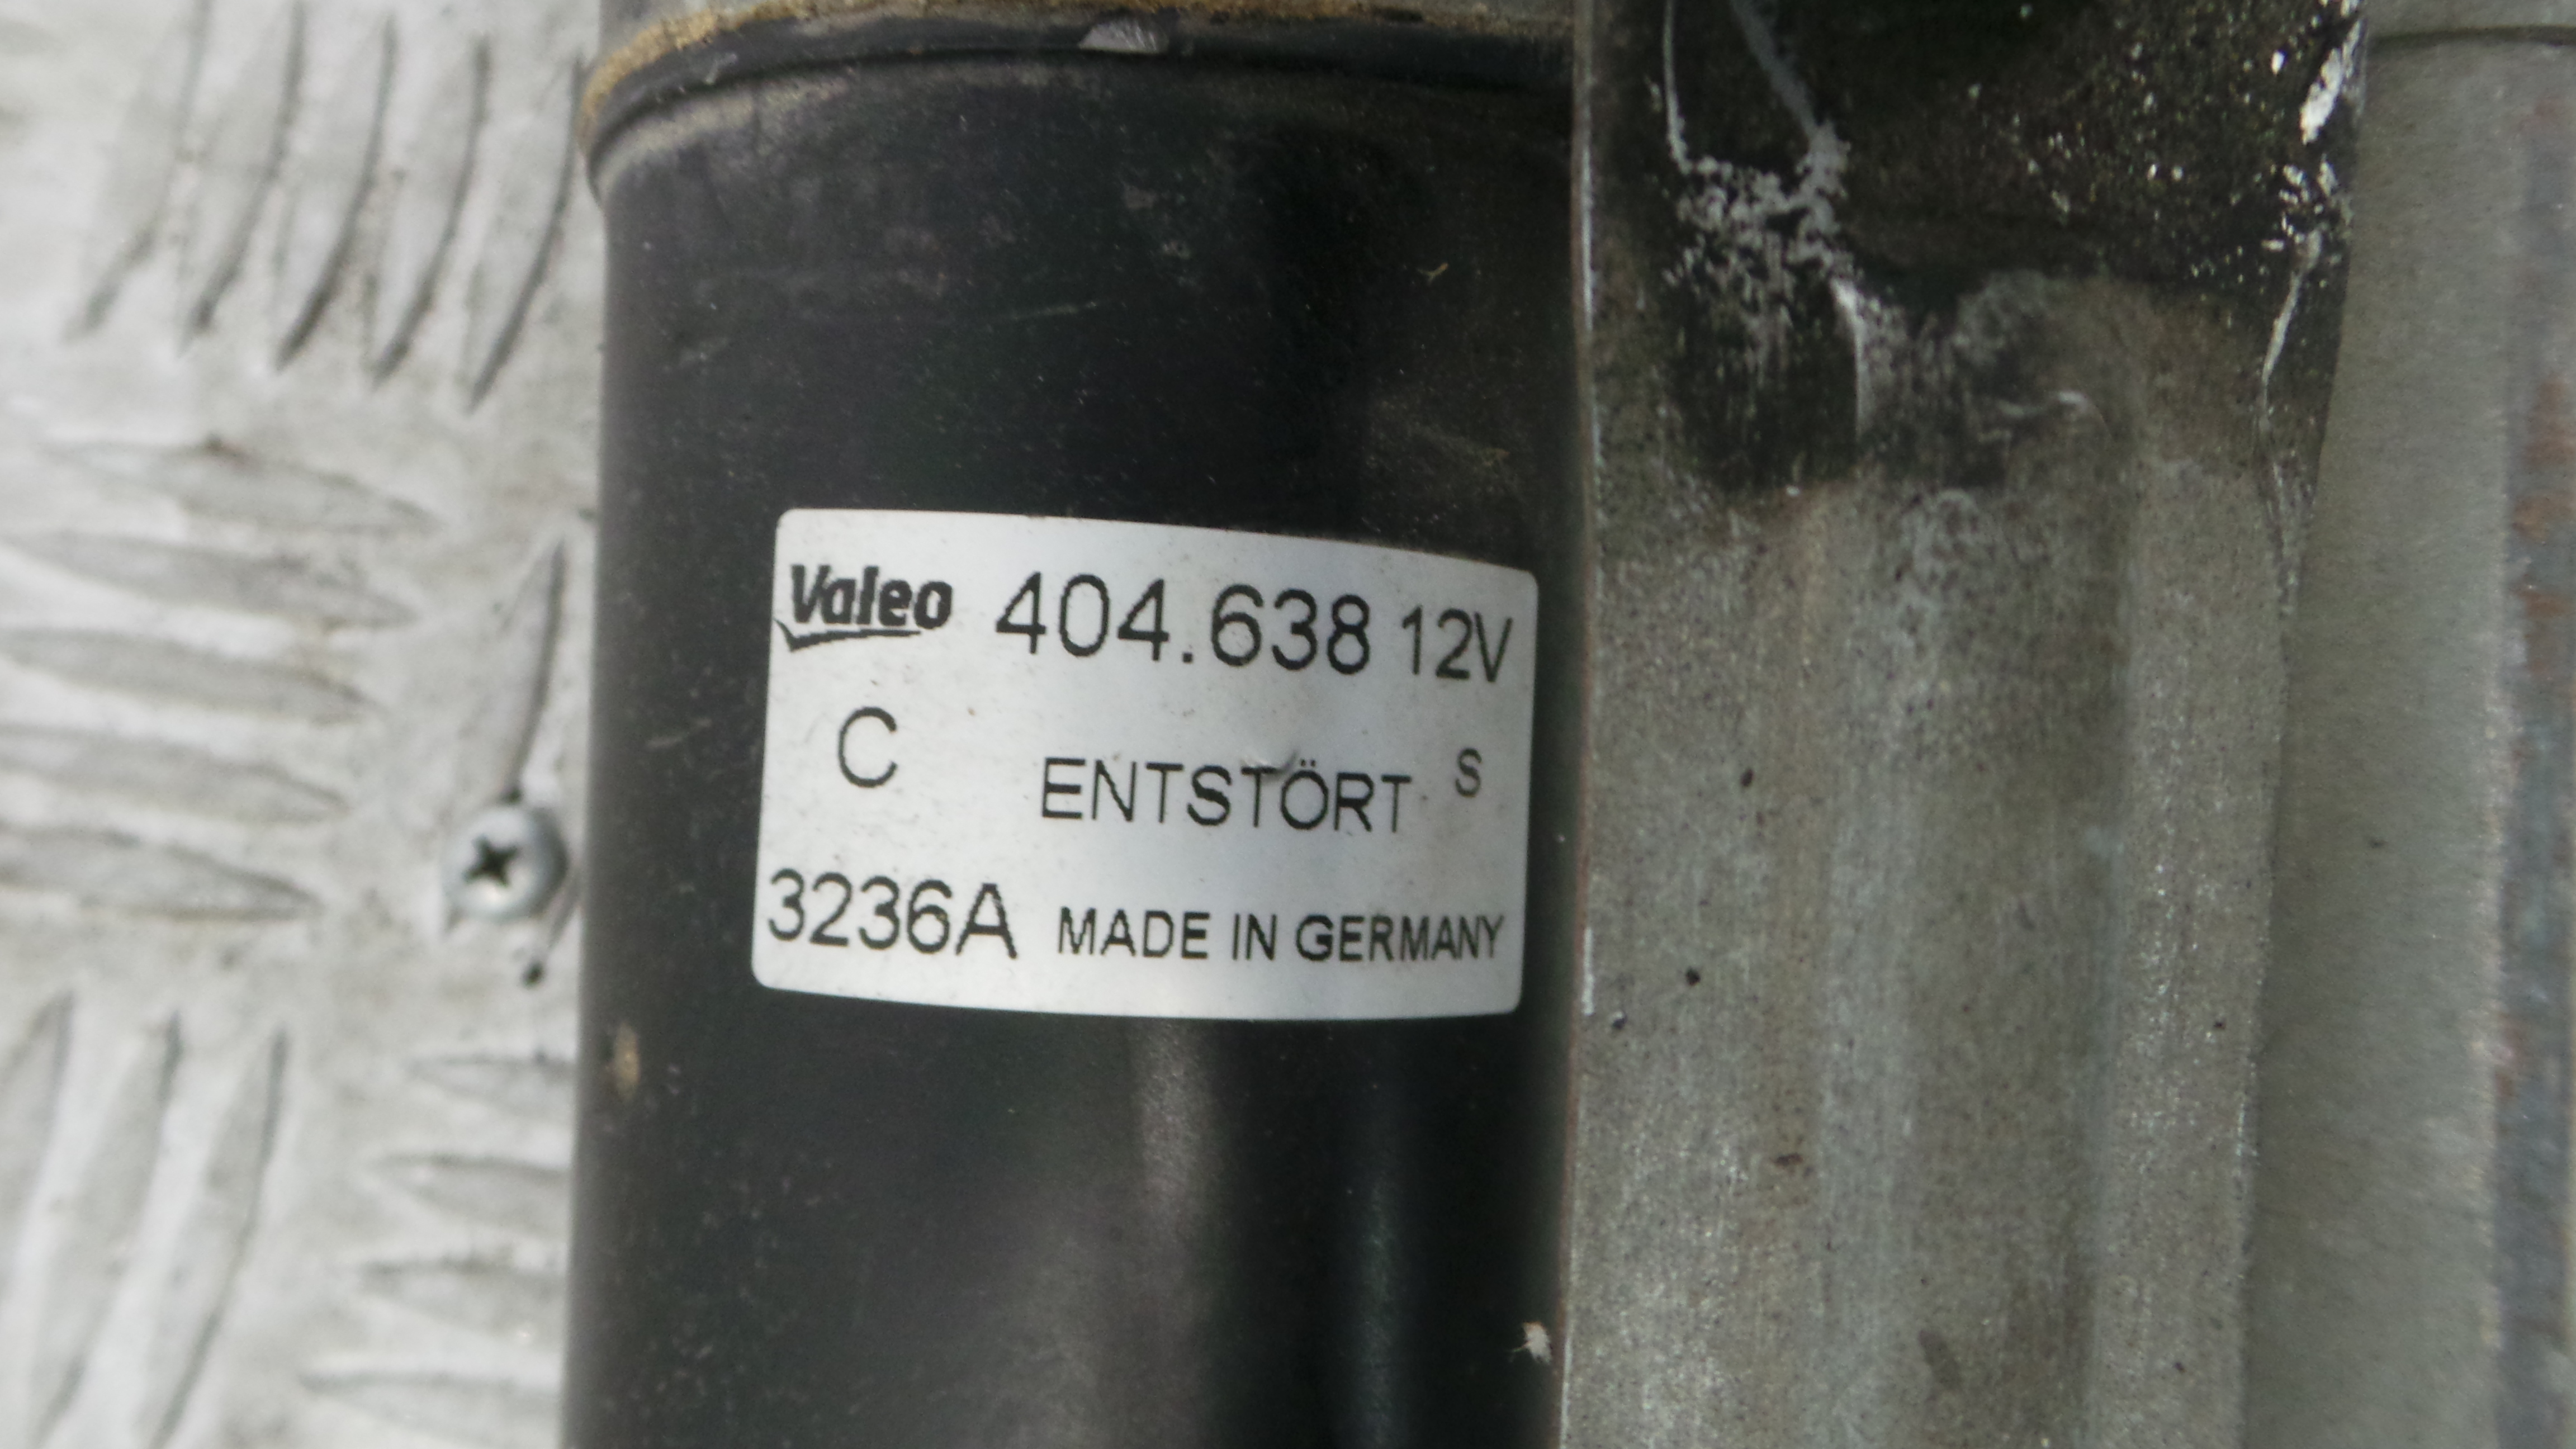 Valeo 404.638 12V
C ENTSTÖRT S
3236A MADE IN GERMANY